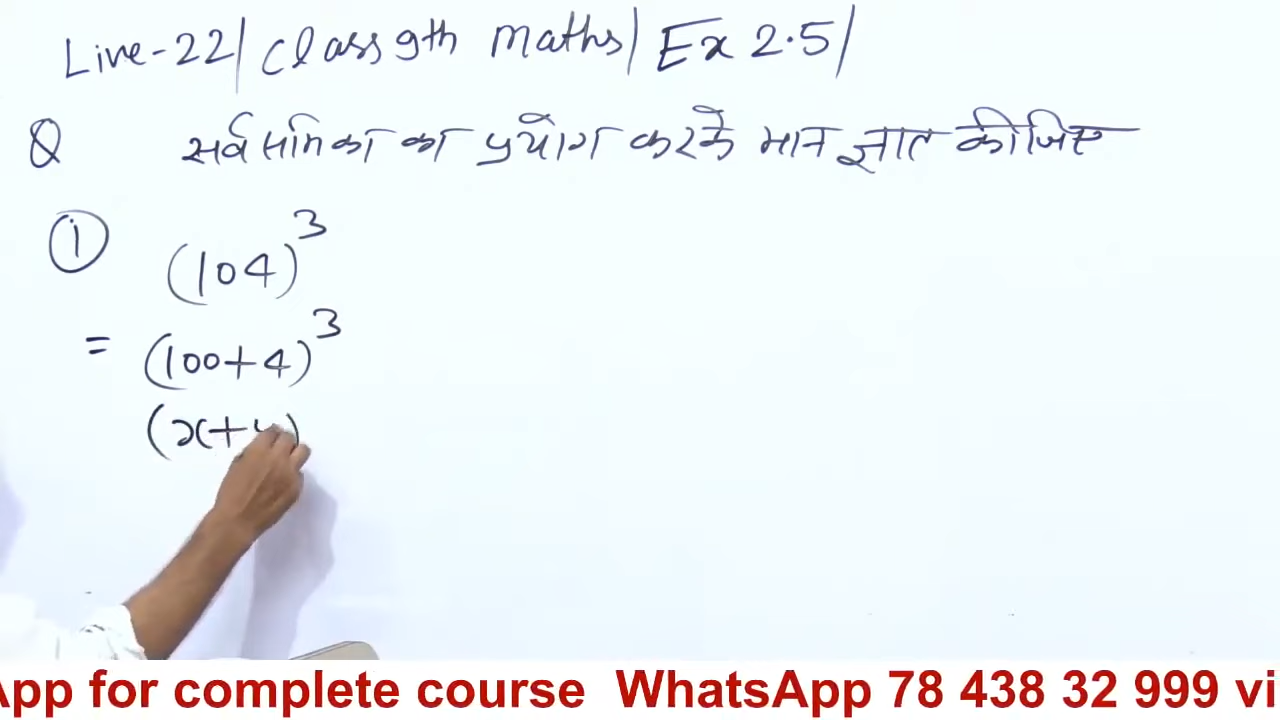 Live-22/ Class 9th maths/ Ex 2.5/
Q सर्वसमिका का प्रयोग करके मान ज्ञात कीजिए
① (104)³
= (100+4)³
(x+y)
App for complete course WhatsApp 78 438 32 999 vi